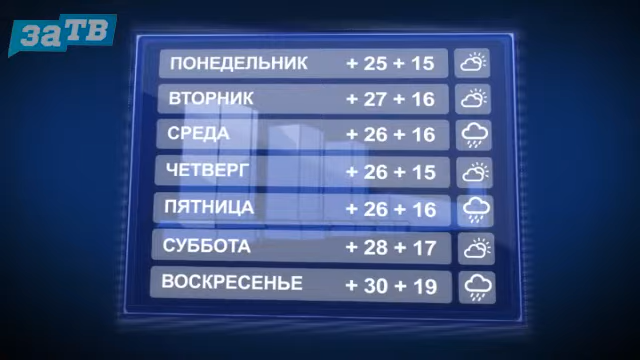 заТВ
ПОНЕДЕЛЬНИК + 25 + 15
ВТОРНИК + 27 + 16
СРЕДА + 26 + 16
ЧЕТВЕРГ + 26 + 15
ПЯТНИЦА + 26 + 16
СУББОТА + 28 + 17
ВОСКРЕСЕНЬЕ + 30 + 19